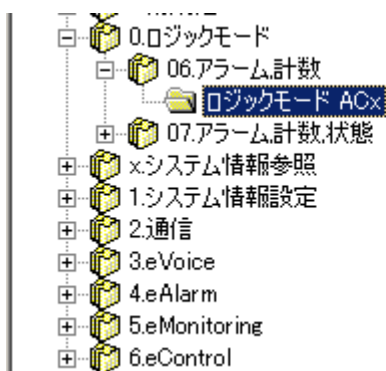 0.ロジックモード
06.アラーム,計数
ロジックモード ACx
07.アラーム,計数,状態
x.システム情報参照
1.システム情報設定
2.通信
3.eVoice
4.eAlarm
5.eMonitoring
6.eControl